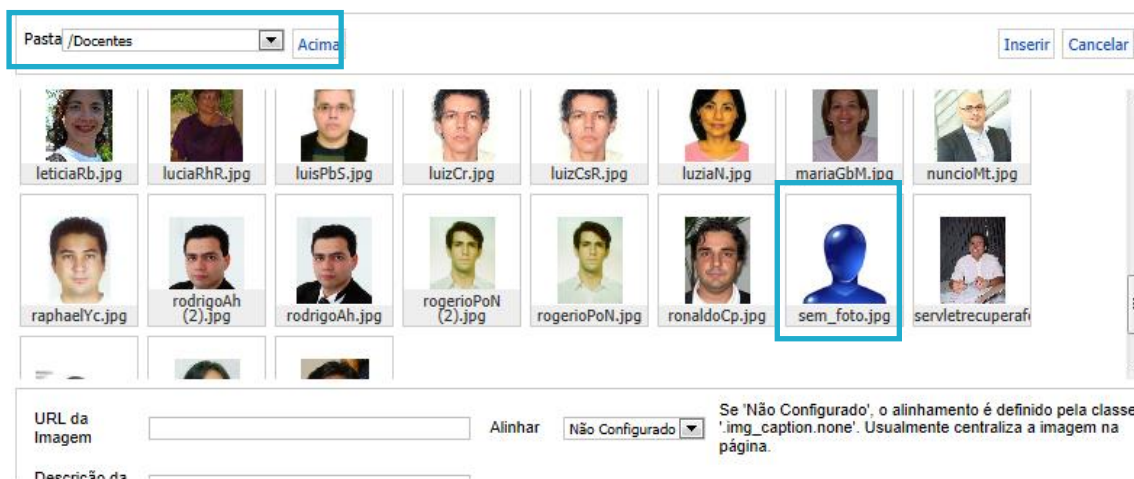 Pasta /Docentes Acima Inserir Cancelar
leticiaRb.jpg luciaRhR.jpg luisPbS.jpg luizCr.jpg luizCsR.jpg luziaN.jpg mariaGbM.jpg nuncioMt.jpg
raphaelYc.jpg rodrigoAh (2).jpg rodrigoAh.jpg rogerioPoN (2).jpg rogerioPoN.jpg ronaldoCp.jpg sem_foto.jpg servletrecuperafo
URL da Imagem
Alinhar Não Configurado
Se 'Não Configurado', o alinhamento é definido pela classe
'.img_caption.none'. Usualmente centraliza a imagem na
página.
Descrição da